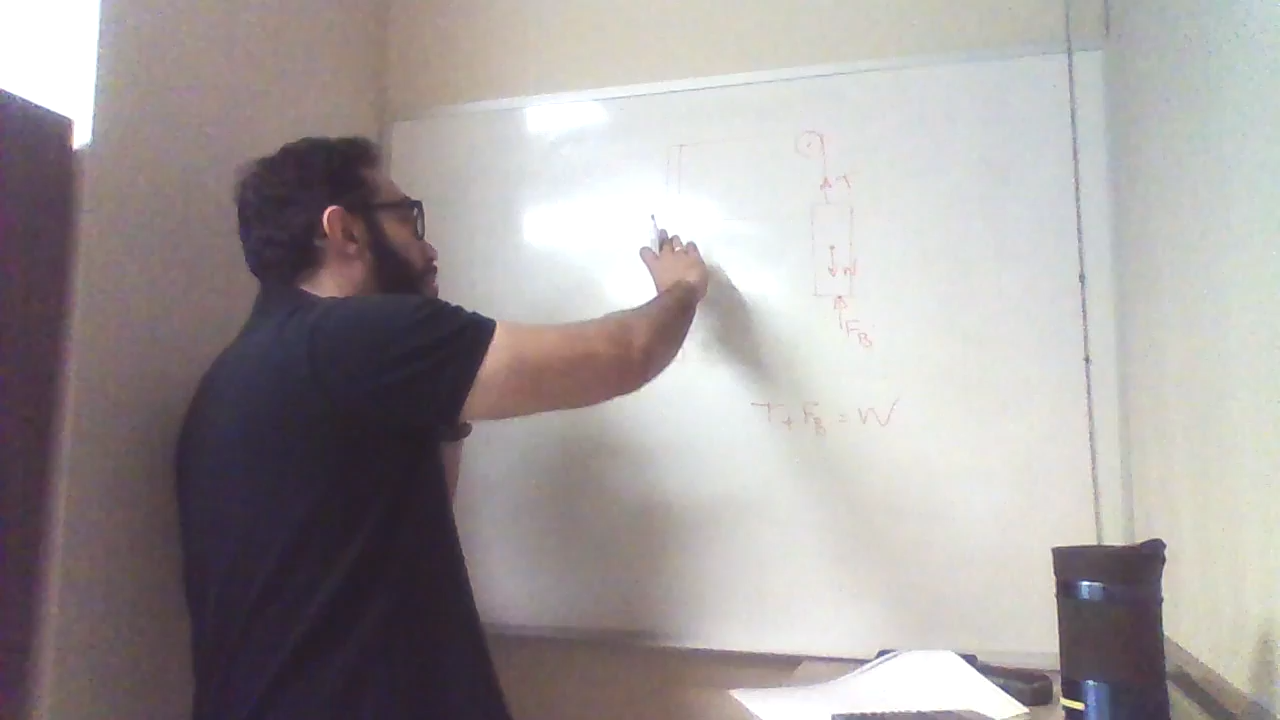 T
W
F_B
T + F_B = W